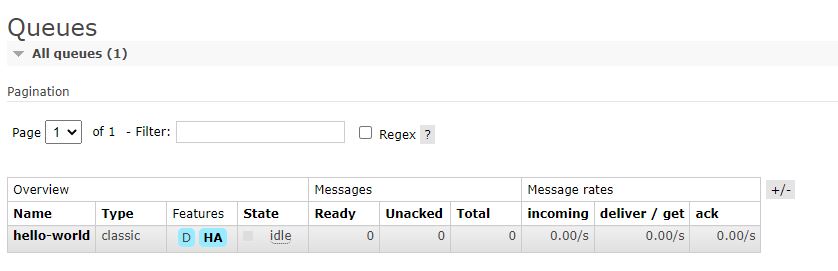 Queues
All queues (1)
Pagination
Page 1 of 1 - Filter: Regex ?
Overview Messages Message rates +/-
Name Type Features State Ready Unacked Total incoming deliver / get ack
hello-world classic D HA idle 0 0 0 0.00/s 0.00/s 0.00/s